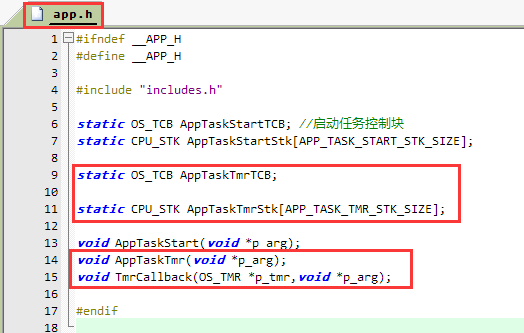 app.h
1 #ifndef __APP_H
2 #define __APP_H
3
4 #include "includes.h"
5
6 static OS_TCB AppTaskStartTCB; //启动任务控制块
7 static CPU_STK AppTaskStartStk[APP_TASK_START_STK_SIZE];
8
9 static OS_TCB AppTaskTmrTCB;
10
11 static CPU_STK AppTaskTmrStk[APP_TASK_TMR_STK_SIZE];
12
13 void AppTaskStart(void *p_arg);
14 void AppTaskTmr(void *p_arg);
15 void TmrCallback(OS_TMR *p_tmr,void *p_arg);
16
17 #endif
18